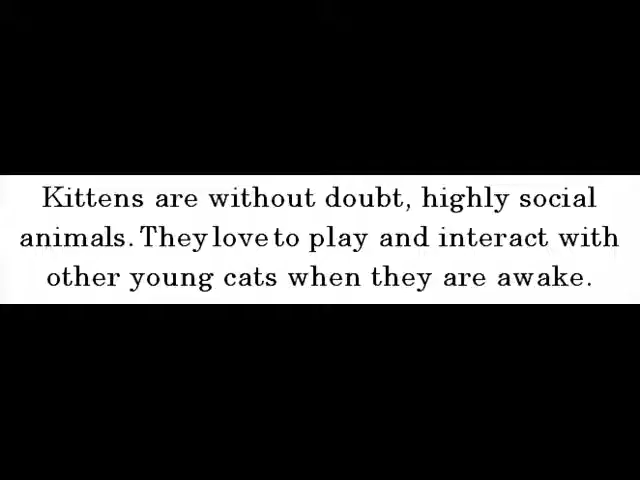 Kittens are without doubt, highly social
animals. They love to play and interact with
other young cats when they are awake.